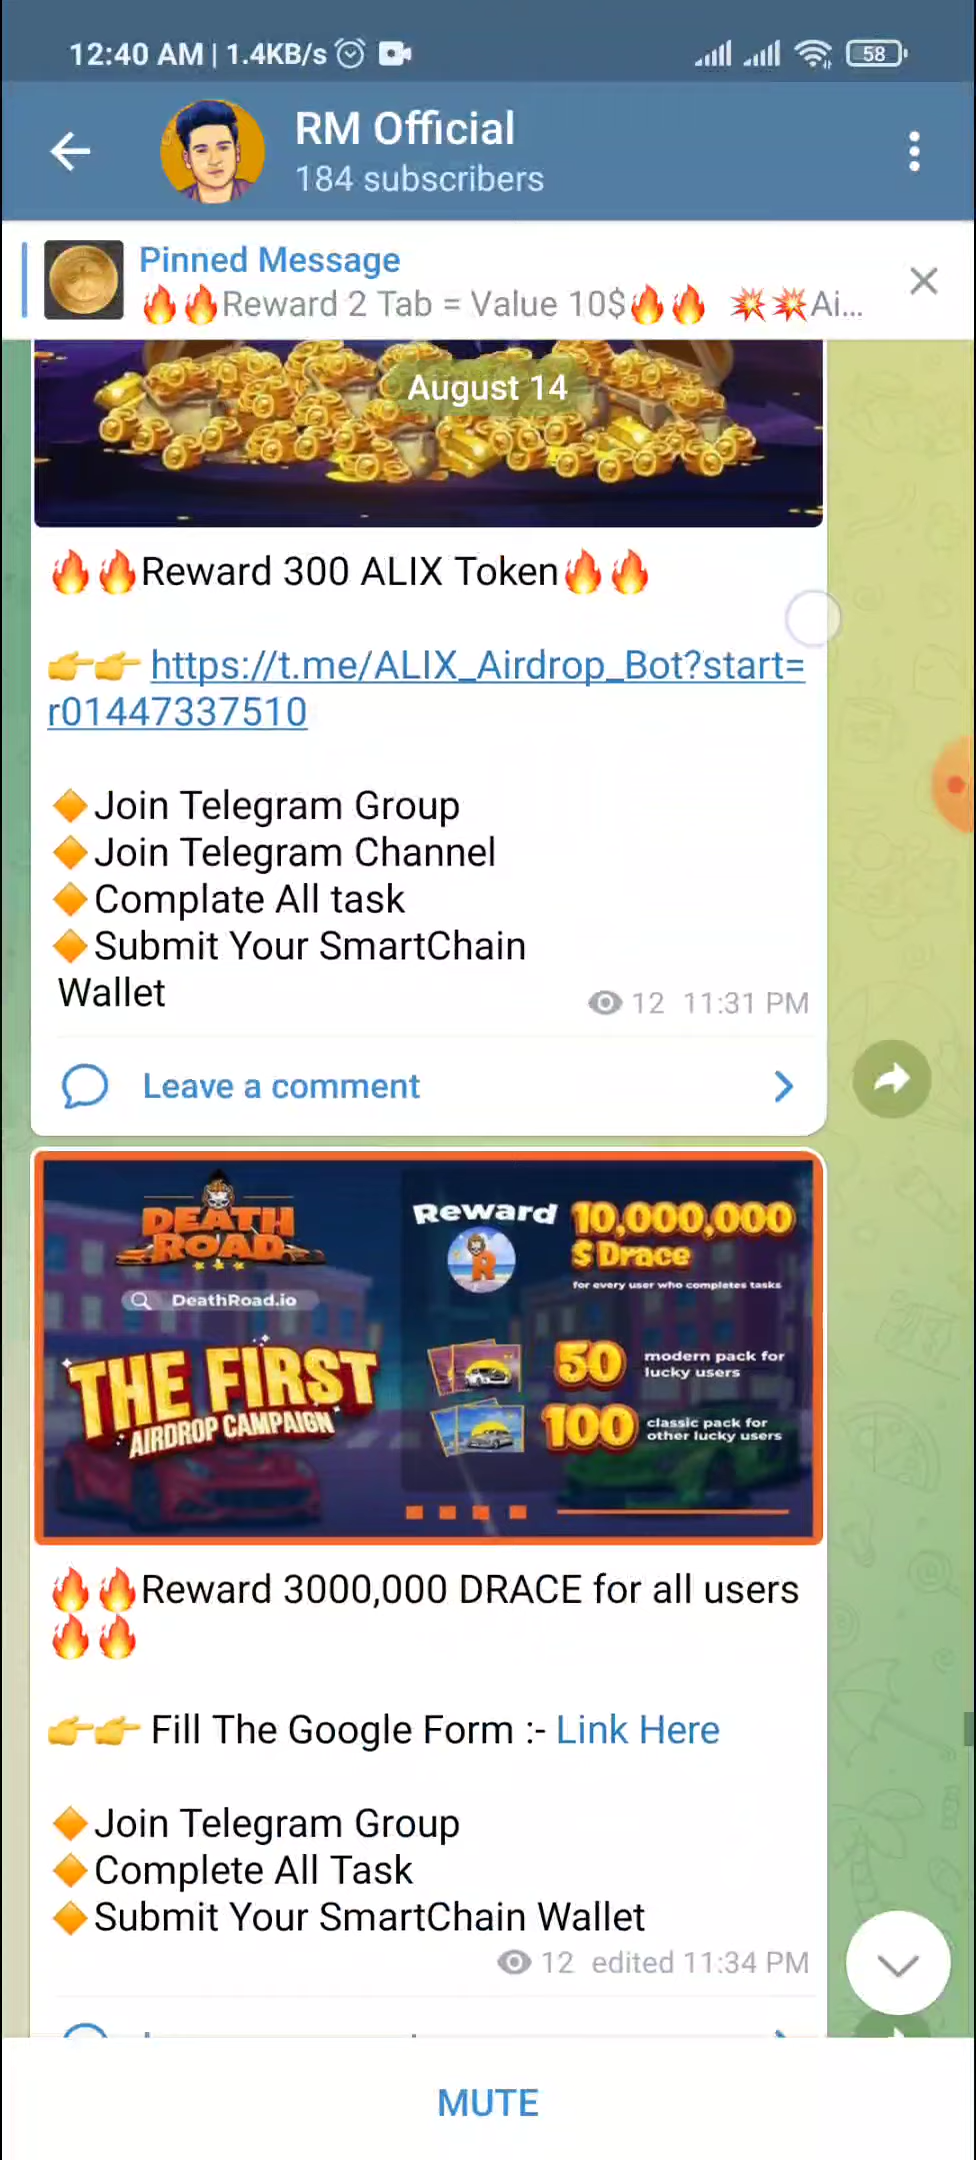 12:40 AM | 1.4KB/s
58
RM Official
184 subscribers
Pinned Message
🔥🔥Reward 2 Tab = Value 10$🔥🔥 💥💥Ai...
August 14
🔥🔥Reward 300 ALIX Token🔥🔥
👉👉 https://t.me/ALIX_Airdrop_Bot?start=
r01447337510
🔶Join Telegram Group
🔶Join Telegram Channel
🔶Complate All task
🔶Submit Your SmartChain
Wallet
12 11:31 PM
Leave a comment
DEATH
ROAD
DeathRoad.io
THE FIRST
AIRDROP CAMPAIGN
Reward 10,000,000
$Drace
for every user who completes tasks
R
50 modern pack for
lucky users
100 classic pack for
other lucky users
🔥🔥Reward 3000,000 DRACE for all users
🔥🔥
👉👉 Fill The Google Form :- Link Here
🔶Join Telegram Group
🔶Complete All Task
🔶Submit Your SmartChain Wallet
12 edited 11:34 PM
MUTE